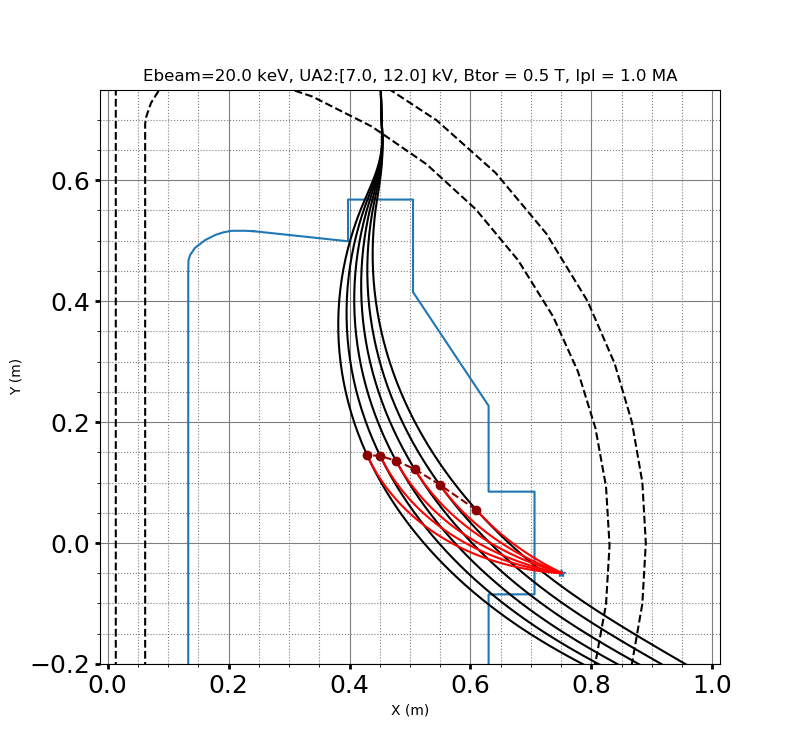 Ebeam=20.0 keV, UA2:[7.0, 12.0] kV, Btor = 0.5 T, Ipl = 1.0 MA
Y (m)
0.6
0.4
0.2
0.0
−0.2
0.0 0.2 0.4 0.6 0.8 1.0
X (m)